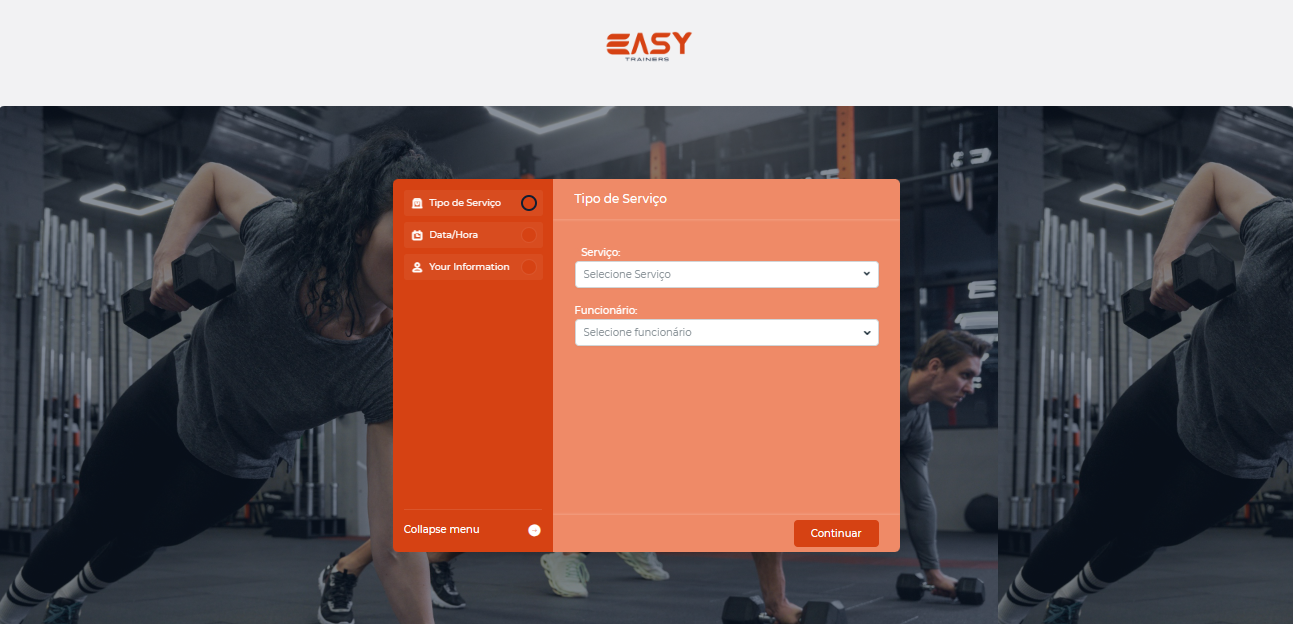 EASY
TRAINERS
Tipo de Serviço
Data/Hora
Your Information
Collapse menu
Tipo de Serviço
Serviço:
Selecione Serviço
Funcionário:
Selecione funcionário
Continuar